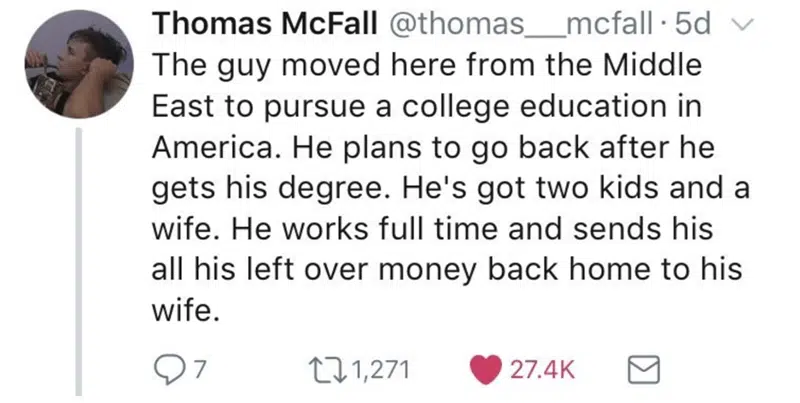 Thomas McFall @thomas__mcfall · 5d
The guy moved here from the Middle
East to pursue a college education in
America. He plans to go back after he
gets his degree. He's got two kids and a
wife. He works full time and sends his
all his left over money back home to his
wife.
7 1,271 27.4K